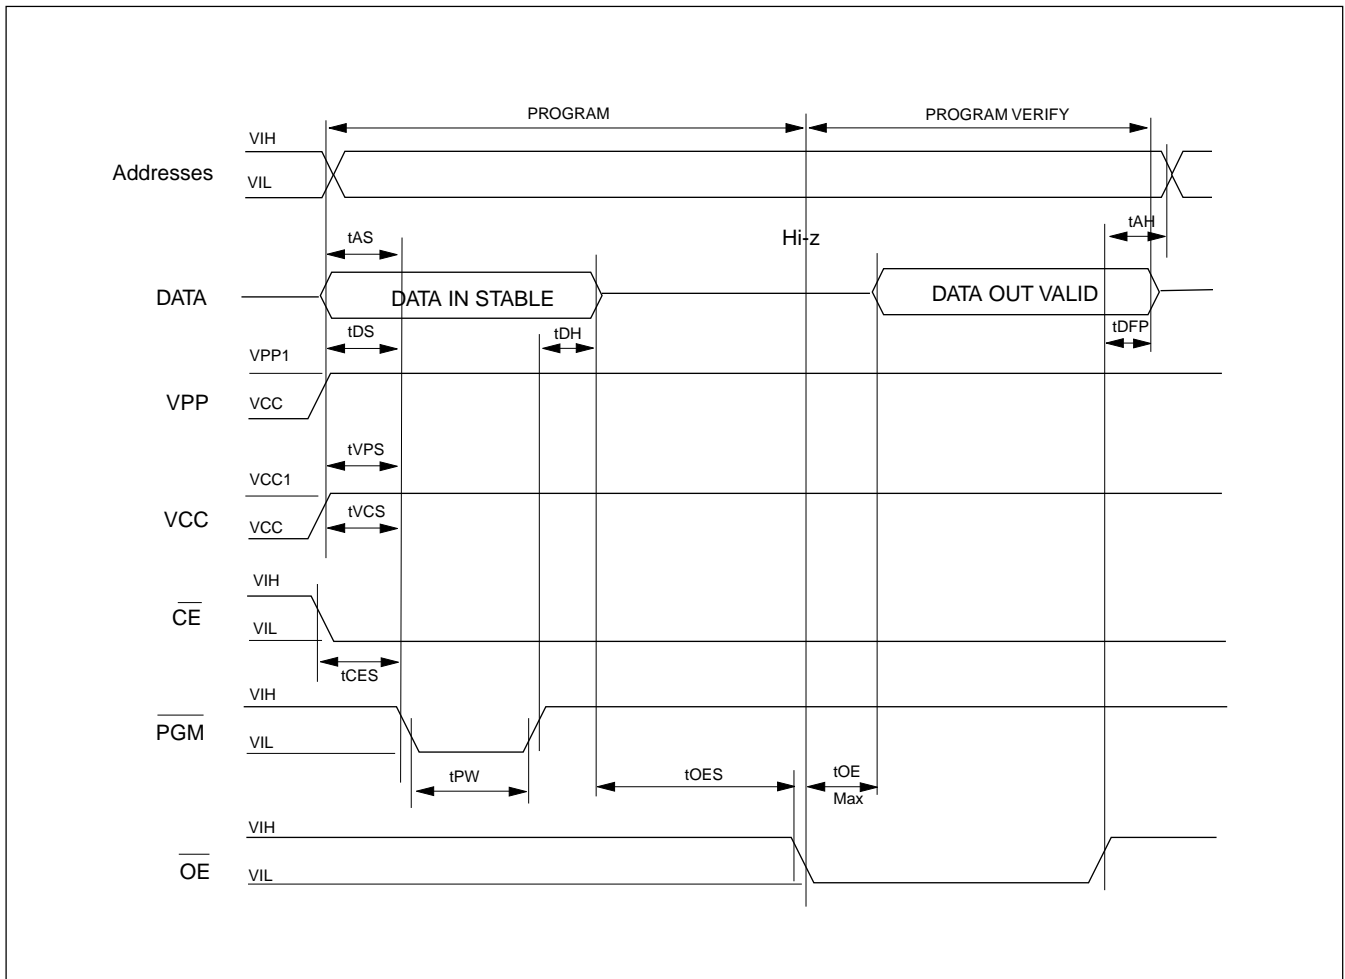 PROGRAM
PROGRAM VERIFY
Addresses
VIH
VIL
tAS
Hi-z
tAH
DATA
DATA IN STABLE
DATA OUT VALID
tDS
tDH
tDFP
VPP
VPP1
VCC
tVPS
VCC
VCC1
VCC
tVCS
CE
VIH
VIL
tCES
PGM
VIH
VIL
tPW
tOES
tOE
Max
OE
VIH
VIL